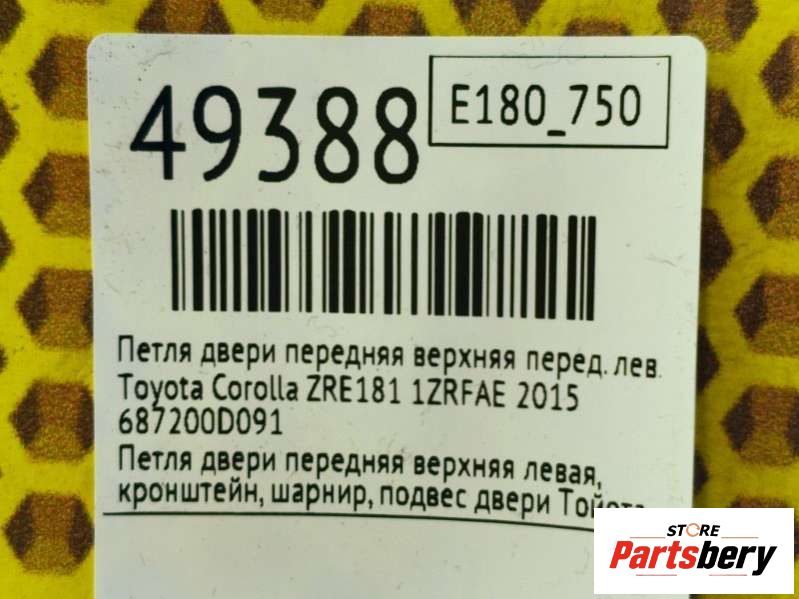 49388
E180_750
Петля двери передняя верхняя перед. лев.
Toyota Corolla ZRE181 1ZRFAE 2015
687200D091
Петля двери передняя верхняя левая,
кронштейн, шарнир, подвес двери Тойота
STORE
Partsbery